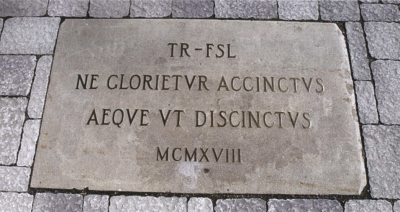 TR-FSL
NE GLORIETVR ACCINCTVS
AEQVE VT DISCINCTVS
MCMXVIII